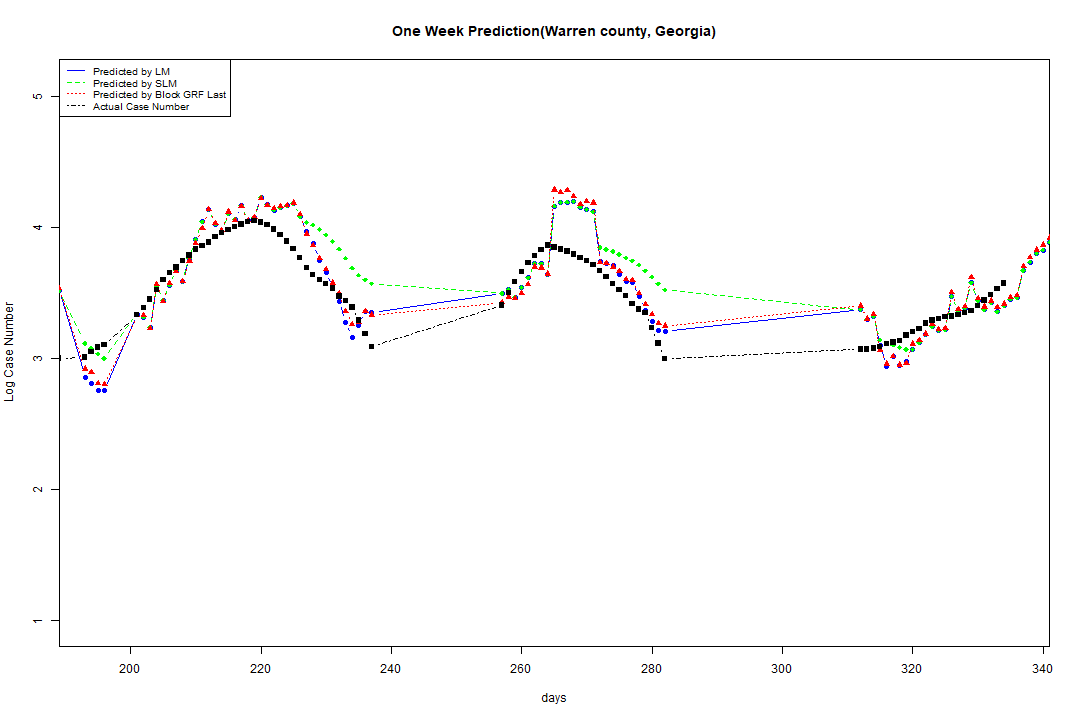 One Week Prediction(Warren county, Georgia)
Predicted by LM
Predicted by SLM
Predicted by Block GRF Last
Actual Case Number
5
4
3
2
1
Log Case Number
200 220 240 260 280 300 320 340
days